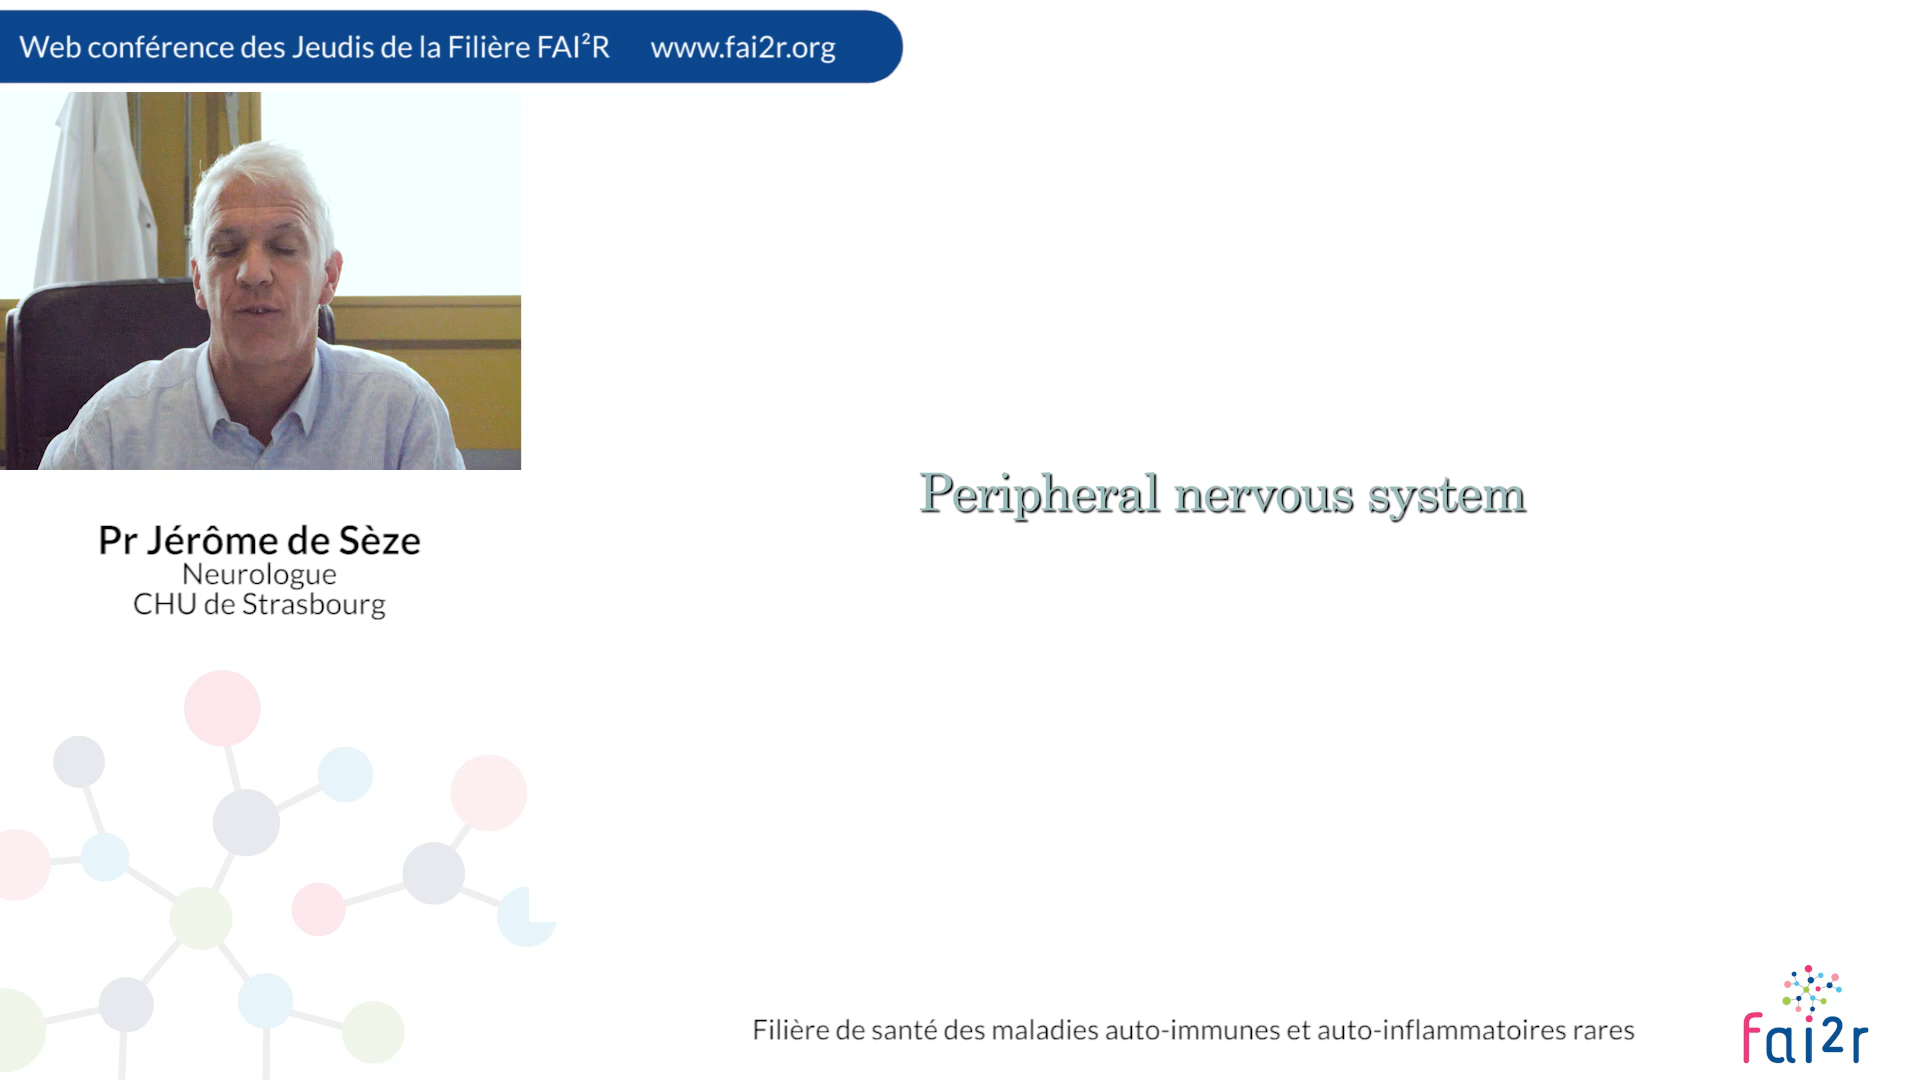 Web conférence des Jeudis de la Filière FAI²R www.fai2r.org
Pr Jérôme de Sèze
Neurologue
CHU de Strasbourg
Peripheral nervous system
Filière de santé des maladies auto-immunes et auto-inflammatoires rares
fai2r